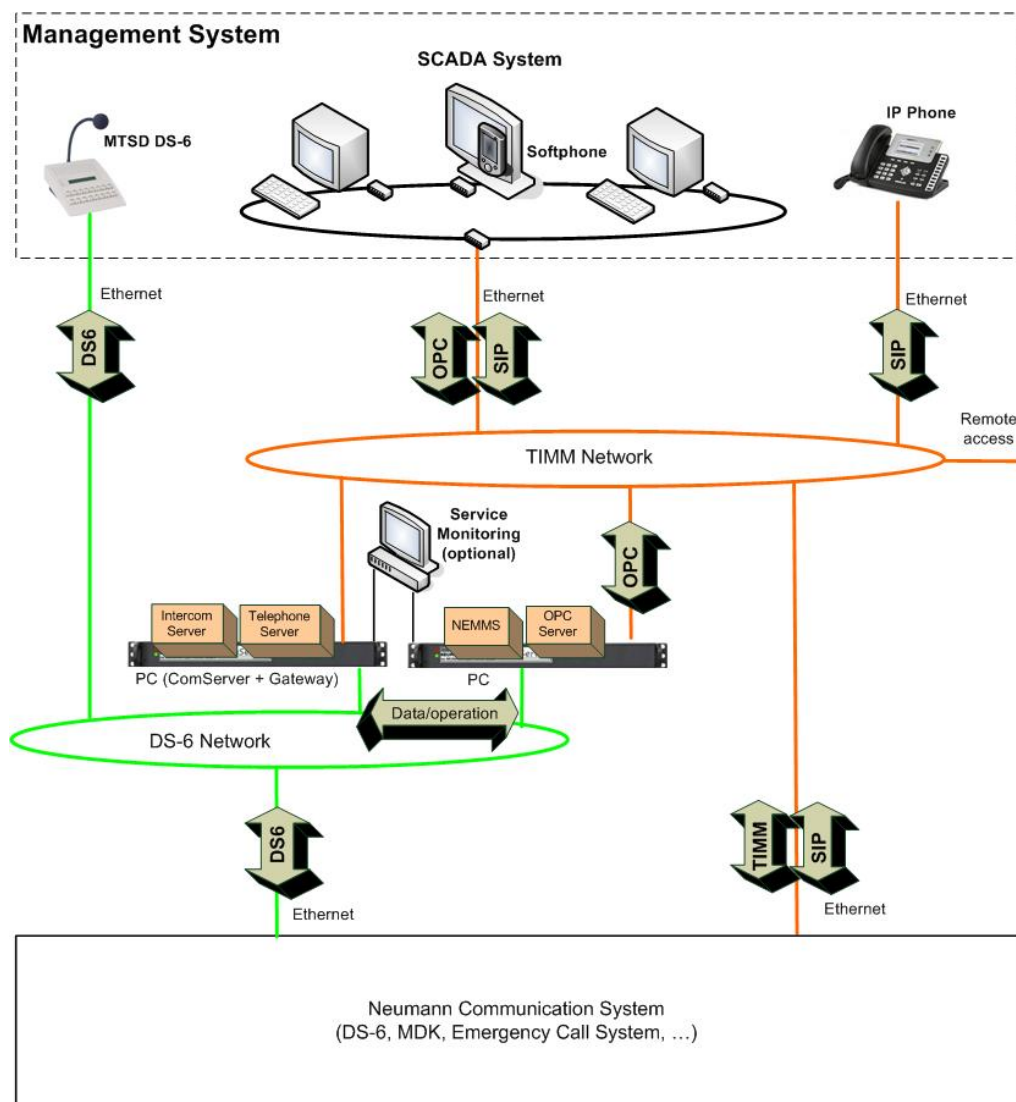 Management System
SCADA System
MTSD DS-6
Softphone
IP Phone
Ethernet
Ethernet
Ethernet
DS6
OPC
SIP
SIP
Remote
access
TIMM Network
Service
Monitoring
(optional)
OPC
Intercom
Server
Telephone
Server
NEMMS
OPC
Server
PC (ComServer + Gateway)
PC
Data/operation
DS-6 Network
DS6
TIMM
SIP
Ethernet
Ethernet
Neumann Communication System
(DS-6, MDK, Emergency Call System, …)